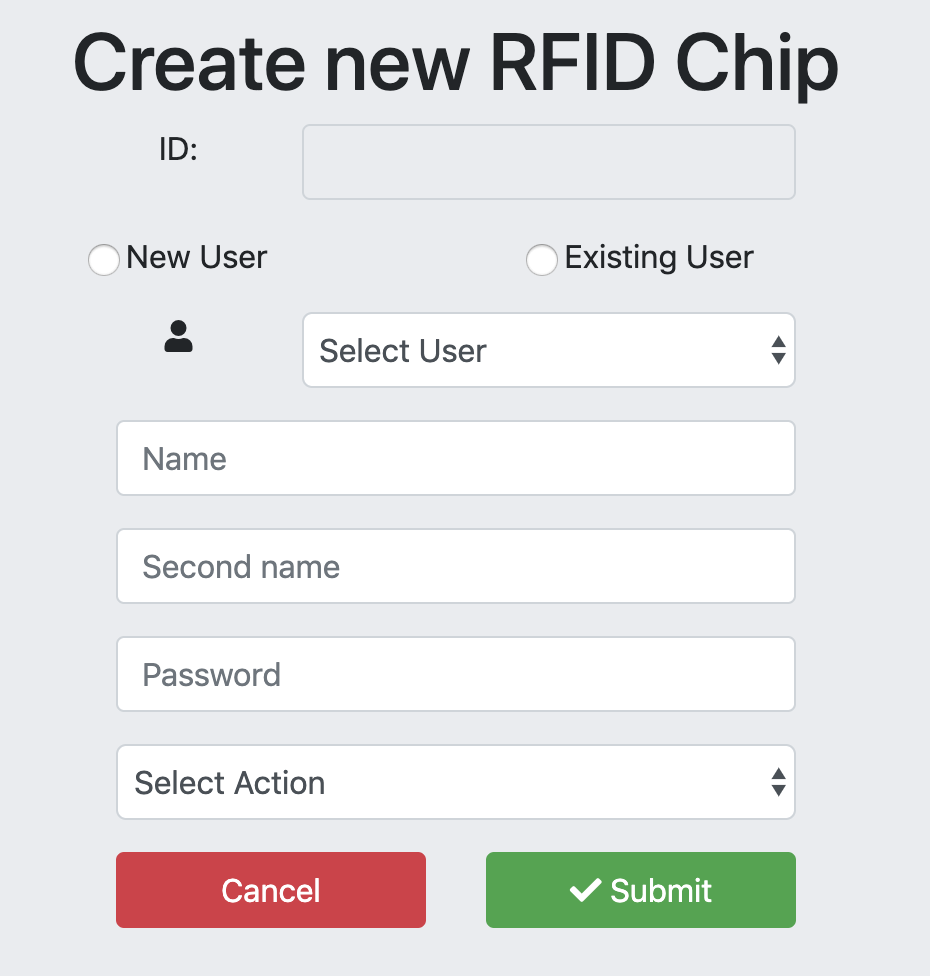 Create new RFID Chip
ID:
New User Existing User
Select User
Name
Second name
Password
Select Action
Cancel Submit